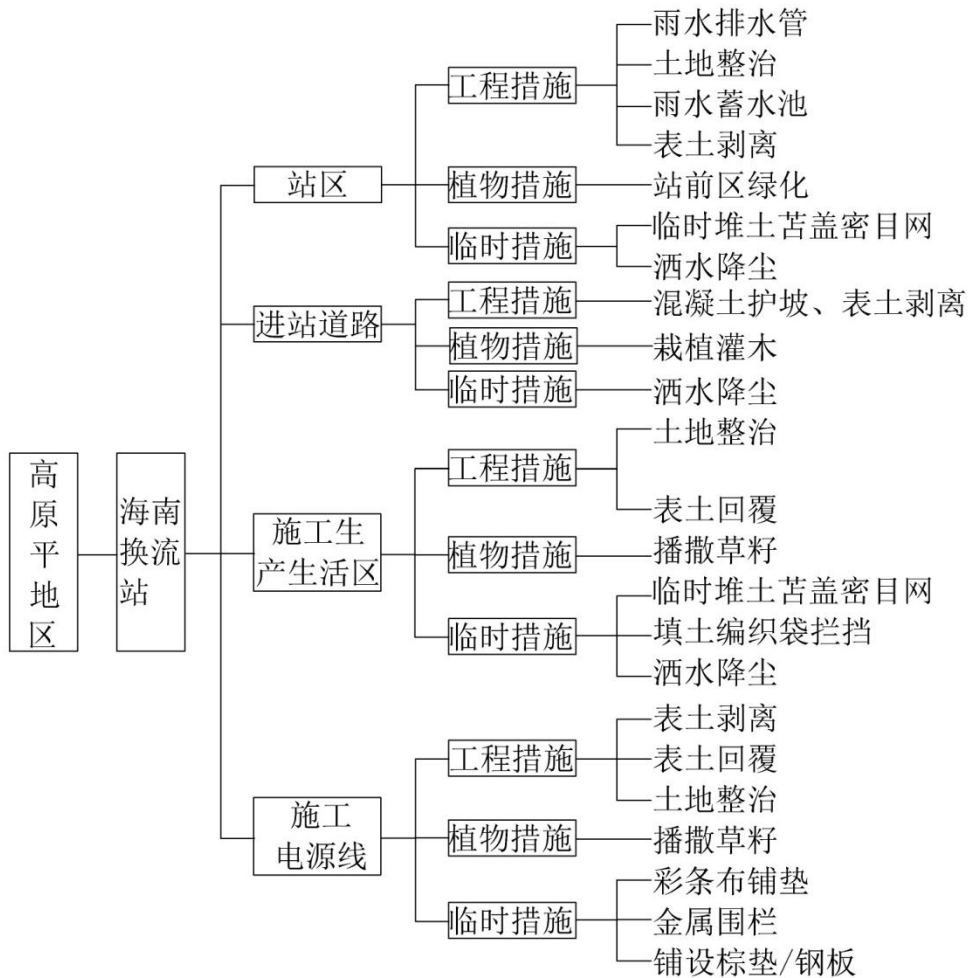 高原平地区
海南换流站
站区
工程措施
雨水排水管
土地整治
雨水蓄水池
表土剥离
植物措施
站前区绿化
临时措施
临时堆土苫盖密目网
洒水降尘
进站道路
工程措施
混凝土护坡、表土剥离
植物措施
栽植灌木
临时措施
洒水降尘
施工生
产生活区
工程措施
土地整治
表土回覆
植物措施
播撒草籽
临时措施
临时堆土苫盖密目网
填土编织袋拦挡
洒水降尘
施工
电源线
工程措施
表土剥离
表土回覆
土地整治
植物措施
播撒草籽
临时措施
彩条布铺垫
金属围栏
铺设棕垫/钢板